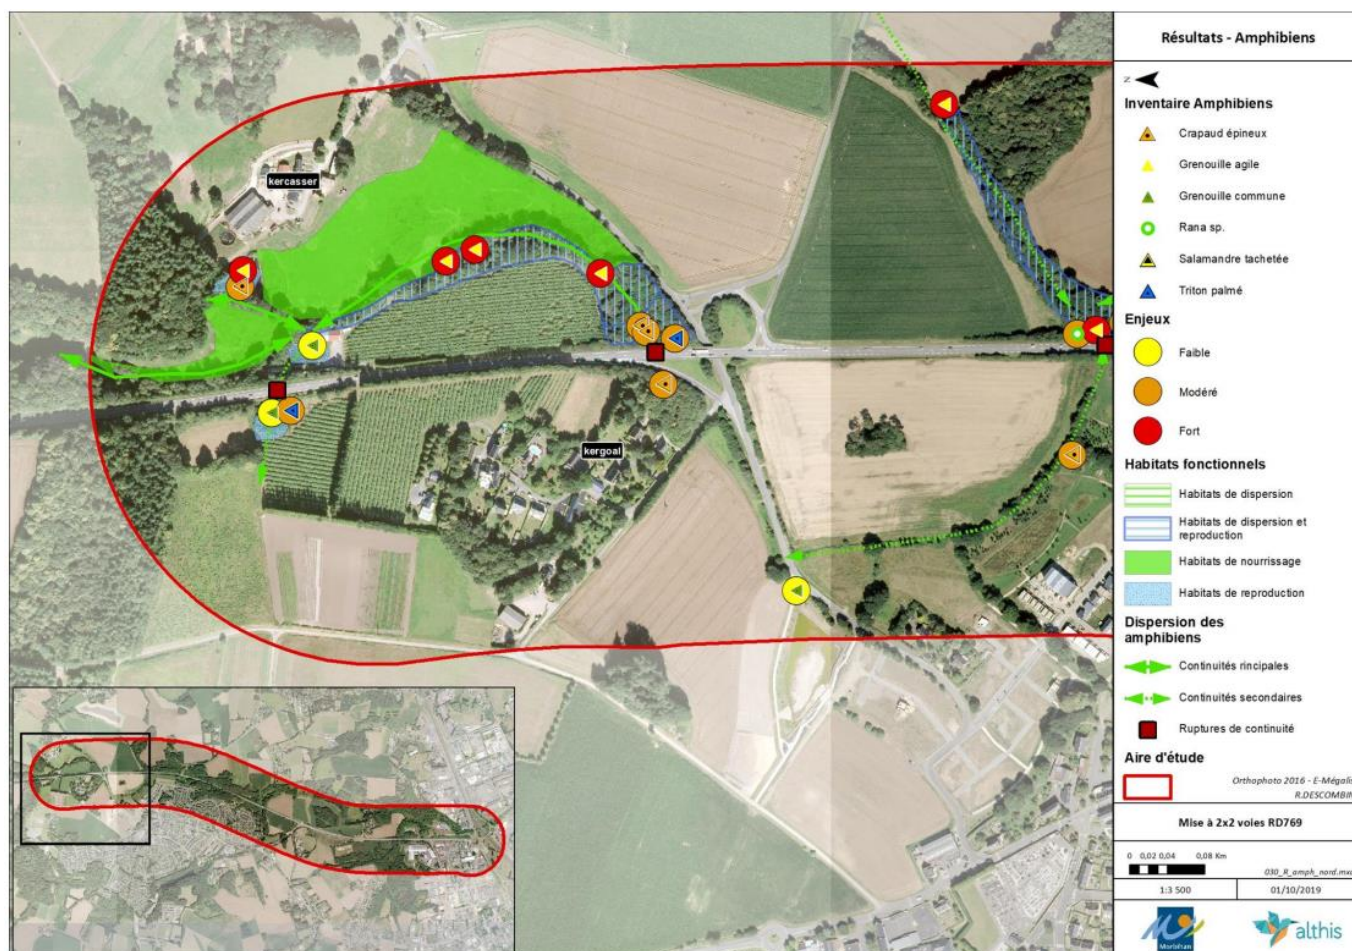 kercasser
kergoal
Résultats - Amphibiens
N
Inventaire Amphibiens
Crapaud épineux
Grenouille agile
Grenouille commune
Rana sp.
Salamandre tachetée
Triton palmé
Enjeux
Faible
Modéré
Fort
Habitats fonctionnels
Habitats de dispersion
Habitats de dispersion et
reproduction
Habitats de nourrissage
Habitats de reproduction
Dispersion des
amphibiens
Continuités rincipales
Continuités secondaires
Ruptures de continuité
Aire d'étude
Orthophoto 2016 - E-Mégalis
R.DESCOMBIN
Mise à 2x2 voies RD769
0 0,02 0,04 0,08 Km
030_R_amph_nord.mxd
1:3 500 01/10/2019
Morbihan
althis